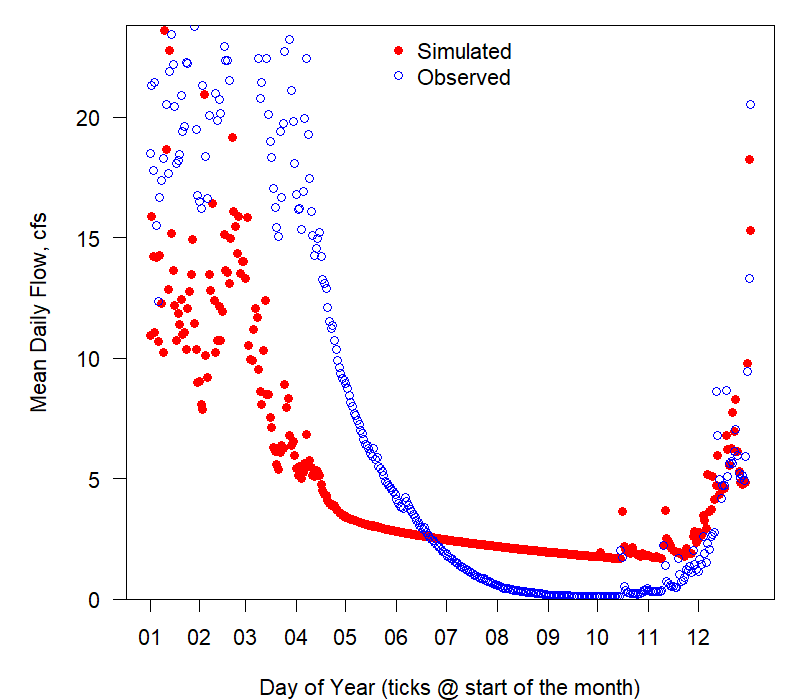 Simulated
Observed
Mean Daily Flow, cfs
20
15
10
5
0
01 02 03 04 05 06 07 08 09 10 11 12
Day of Year (ticks @ start of the month)